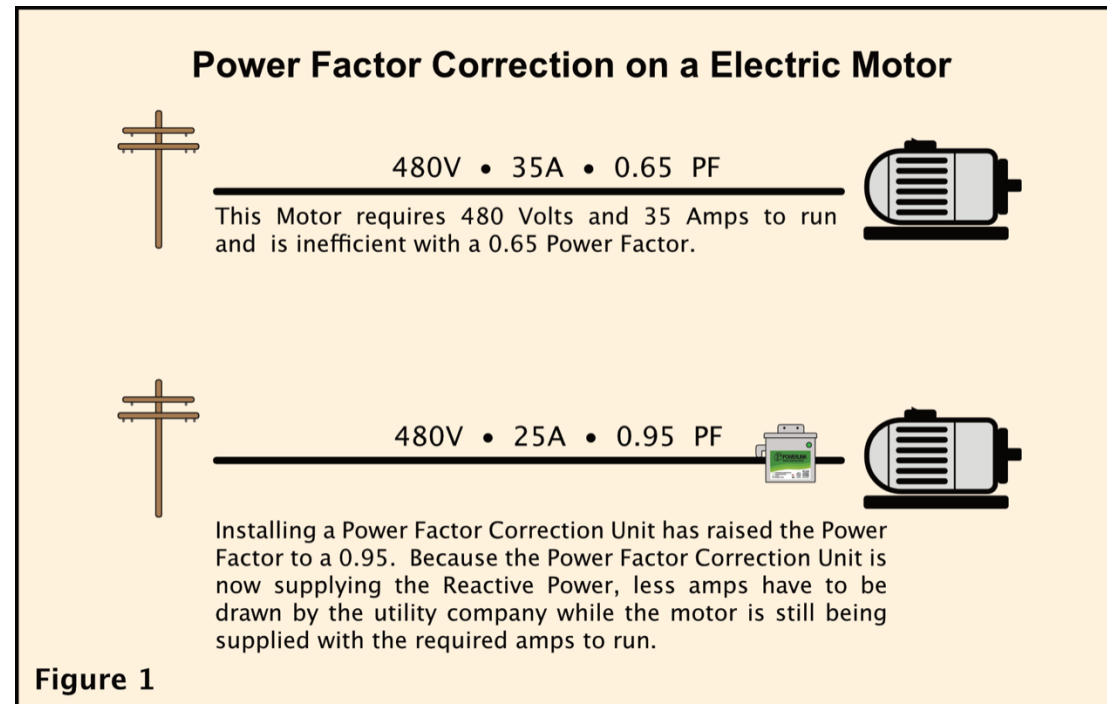 Power Factor Correction on a Electric Motor
480V • 35A • 0.65 PF
This Motor requires 480 Volts and 35 Amps to run
and is inefficient with a 0.65 Power Factor.
480V • 25A • 0.95 PF
POWERLINK
Installing a Power Factor Correction Unit has raised the Power
Factor to a 0.95. Because the Power Factor Correction Unit is
now supplying the Reactive Power, less amps have to be
drawn by the utility company while the motor is still being
supplied with the required amps to run.
Figure 1